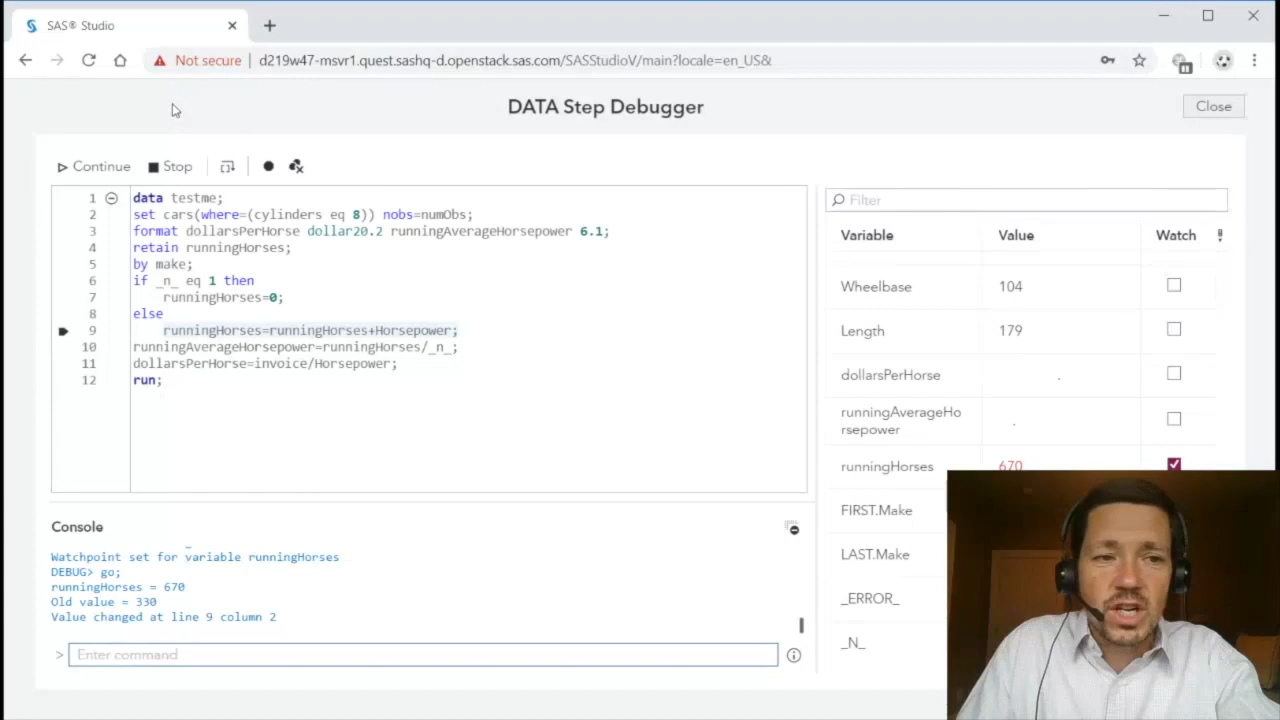 SAS® Studio
Not secure
d219w47-msvr1.quest.sashq-d.openstack.sas.com/SASStudioV/main?locale=en_US&
DATA Step Debugger
Close
Continue
Stop
1 data testme;
2 set cars(where=(cylinders eq 8)) nobs=numObs;
3 format dollarsPerHorse dollar20.2 runningAverageHorsepower 6.1;
4 retain runningHorses;
5 by make;
6 if _n_ eq 1 then
7 runningHorses=0;
8 else
9 runningHorses=runningHorses+Horsepower;
10 runningAverageHorsepower=runningHorses/_n_;
11 dollarsPerHorse=invoice/Horsepower;
12 run;
Filter
Variable Value Watch
Wheelbase 104
Length 179
dollarsPerHorse .
runningAverageHo
rsepower .
runningHorses 670
FIRST.Make
LAST.Make
_ERROR_
_N_
Console
Watchpoint set for variable runningHorses
DEBUG> go;
runningHorses = 670
Old value = 330
Value changed at line 9 column 2
> Enter command